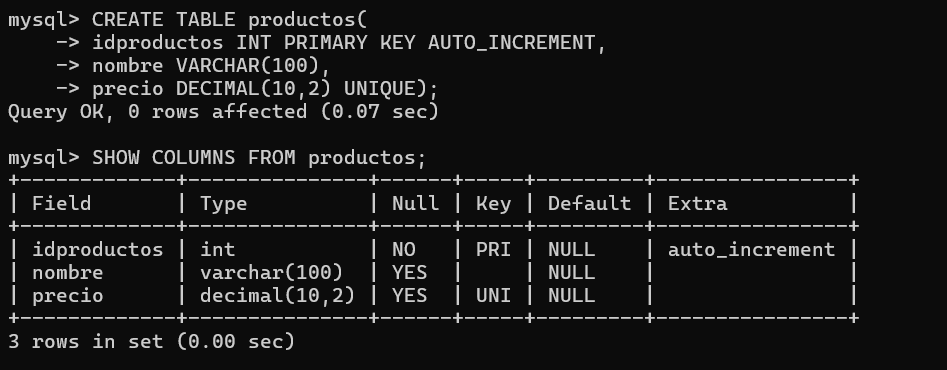 mysql> CREATE TABLE productos(
    -> idproductos INT PRIMARY KEY AUTO_INCREMENT,
    -> nombre VARCHAR(100),
    -> precio DECIMAL(10,2) UNIQUE);
Query OK, 0 rows affected (0.07 sec)

mysql> SHOW COLUMNS FROM productos;
+-------------+---------------+------+-----+---------+----------------+
| Field       | Type          | Null | Key | Default | Extra          |
+-------------+---------------+------+-----+---------+----------------+
| idproductos | int           | NO   | PRI | NULL    | auto_increment |
| nombre      | varchar(100)  | YES  |     | NULL    |                |
| precio      | decimal(10,2) | YES  | UNI | NULL    |                |
+-------------+---------------+------+-----+---------+----------------+
3 rows in set (0.00 sec)